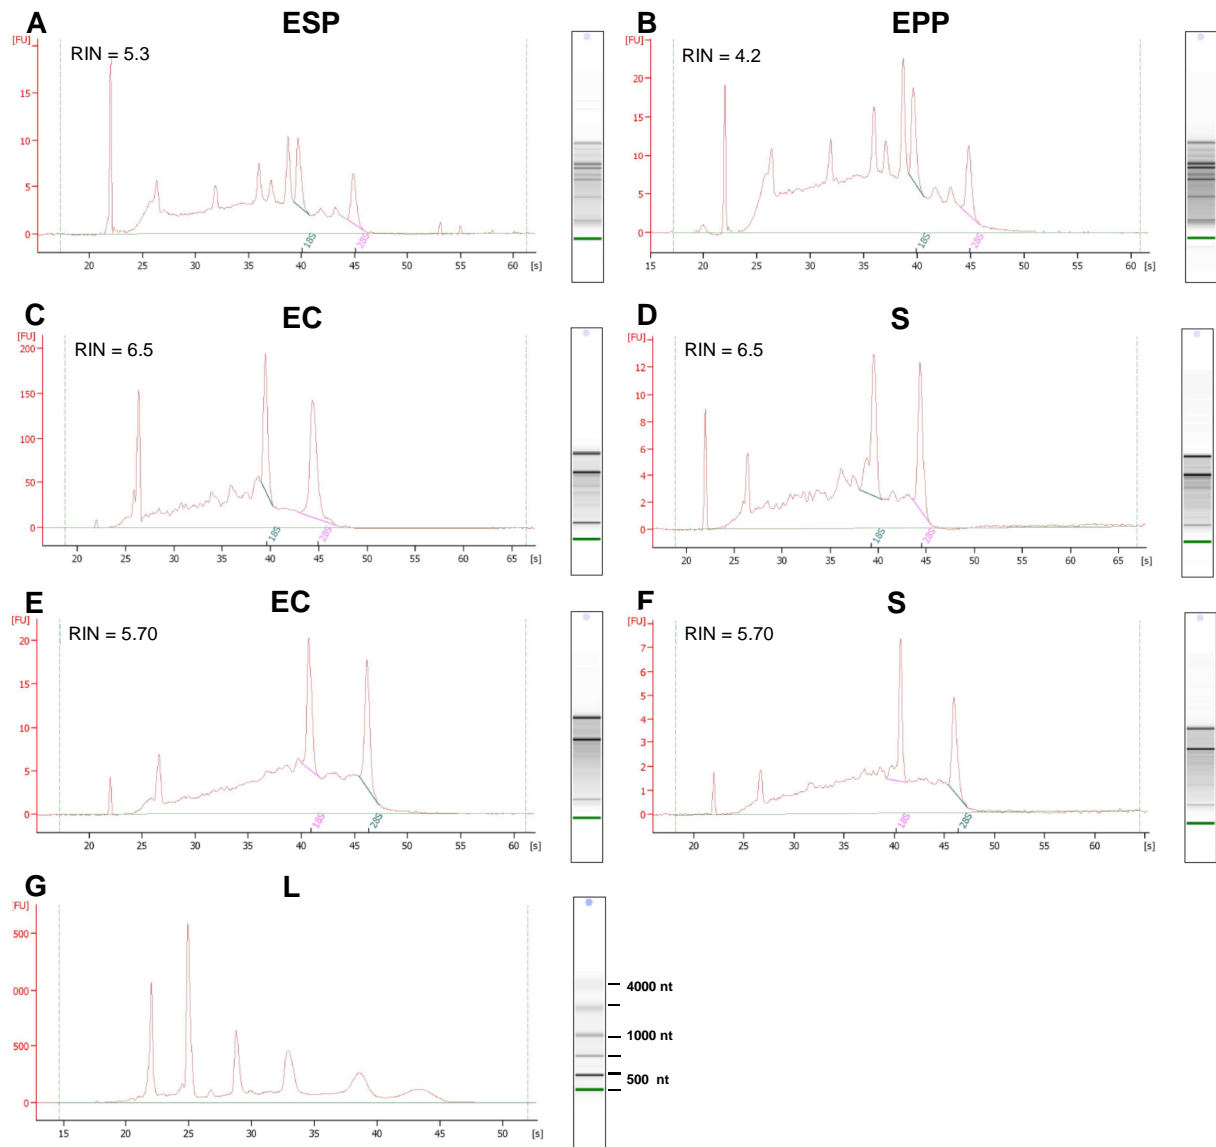 A ESP
[FU]
RIN = 5.3
15
10
5
0
20 25 30 35 40 45 50 55 60 [s]
18S 28S
B EPP
[FU]
RIN = 4.2
20
15
10
5
0
15 20 25 30 35 40 45 50 55 60 [s]
18S 28S
C EC
[FU]
RIN = 6.5
200
150
100
50
0
20 25 30 35 40 45 50 55 60 65 [s]
18S 28S
D S
[FU]
RIN = 6.5
12
10
8
6
4
2
0
20 25 30 35 40 45 50 55 60 65 [s]
18S 28S
E EC
[FU]
RIN = 5.70
20
15
10
5
0
20 25 30 35 40 45 50 55 60 [s]
18S 28S
F S
[FU]
RIN = 5.70
7
6
5
4
3
2
1
0
20 25 30 35 40 45 50 55 60 65 [s]
18S 28S
G L
[FU]
500
000
500
0
15 20 25 30 35 40 45 50 [s]
4000 nt
1000 nt
500 nt